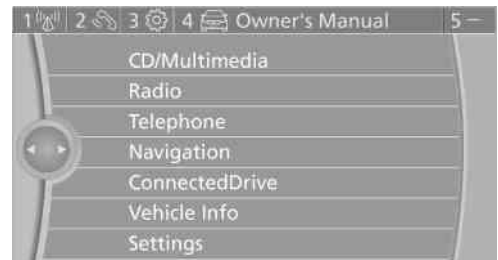 1 2 3 4 Owner's Manual 5 —
CD/Multimedia
Radio
Telephone
Navigation
ConnectedDrive
Vehicle Info
Settings